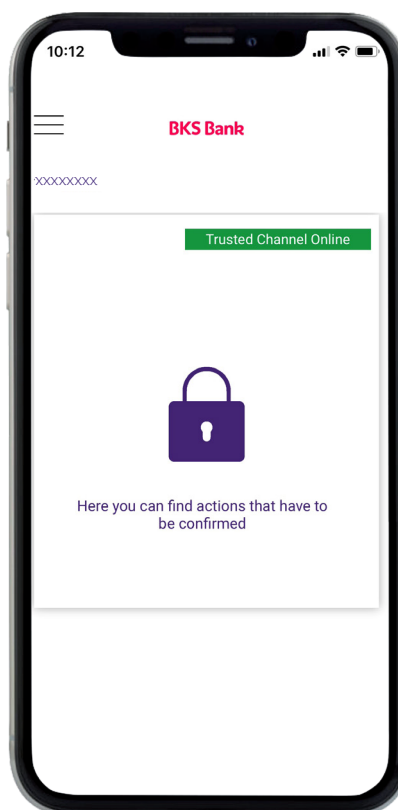 10:12
BKS Bank
XXXXXXXX
Trusted Channel Online
Here you can find actions that have to
be confirmed